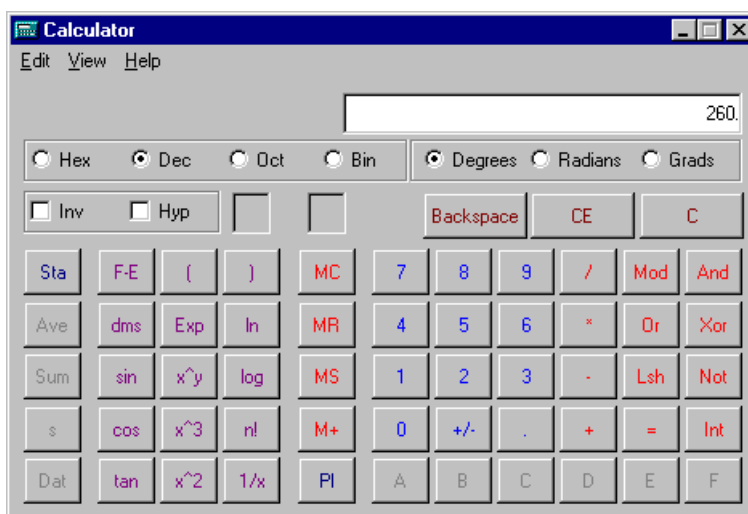 Calculator
Edit View Help
260.
Hex Dec Oct Bin Degrees Radians Grads
Inv Hyp Backspace CE C
Sta F-E ( ) MC 7 8 9 / Mod And
Ave dms Exp ln MR 4 5 6 * Or Xor
Sum sin x^y log MS 1 2 3 - Lsh Not
s cos x^3 n! M+ 0 +/- . + = Int
Dat tan x^2 1/x PI A B C D E F